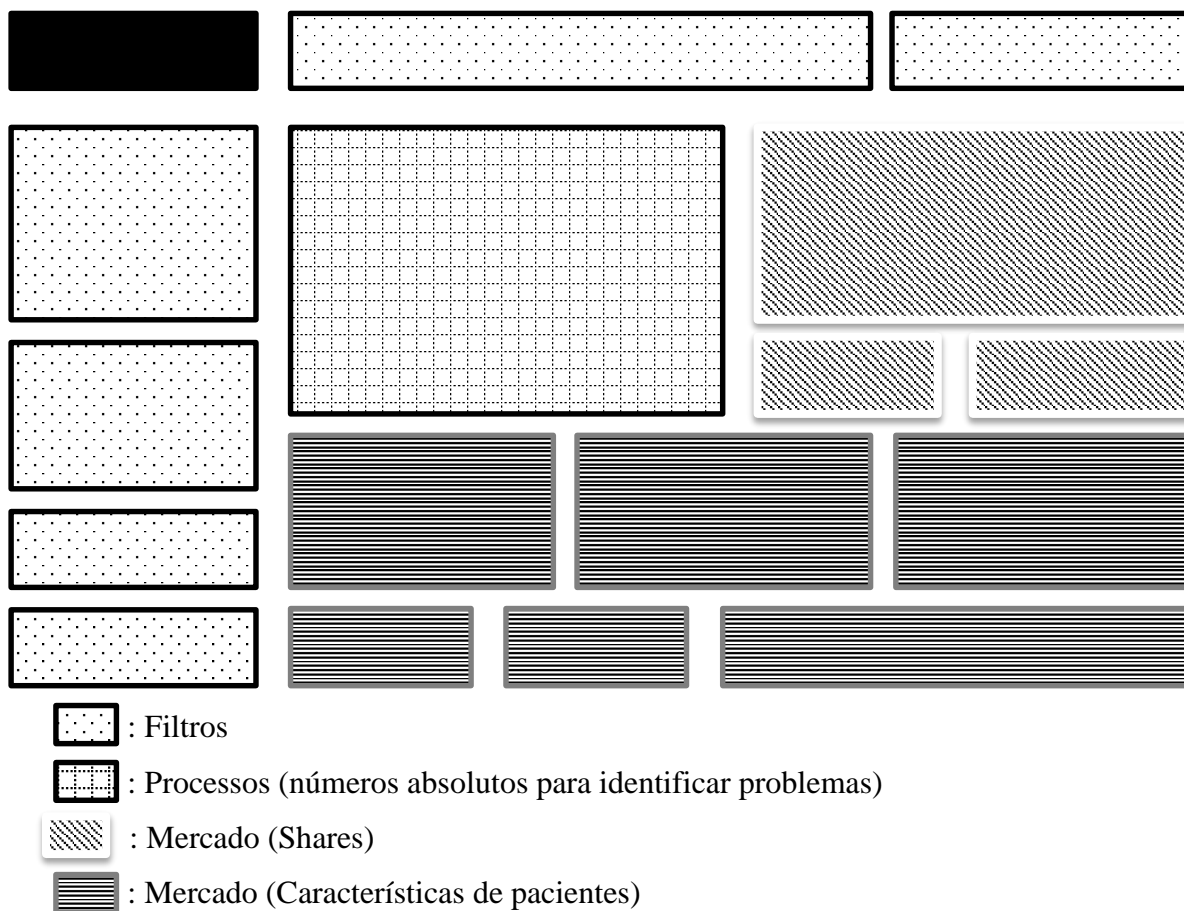 : Filtros
: Processos (números absolutos para identificar problemas)
: Mercado (Shares)
: Mercado (Características de pacientes)